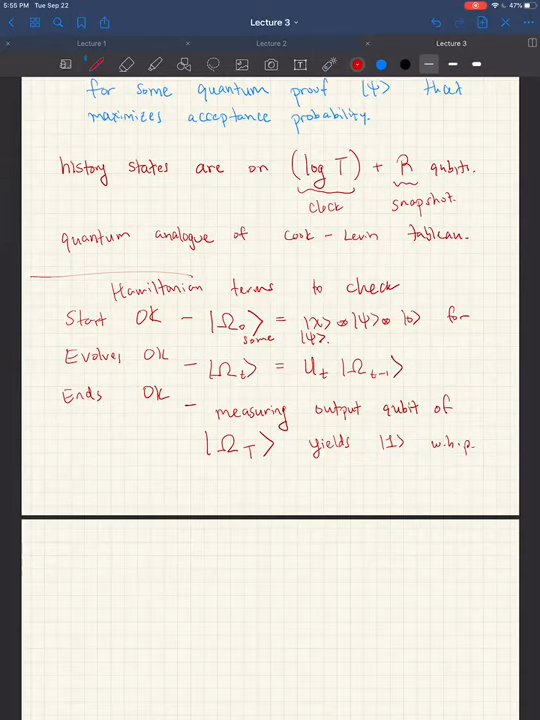 5:55 PM Tue Sep 22
47%
Lecture 3
Lecture 1 Lecture 2 Lecture 3
for some quantum proof |ψ⟩ that
maximizes acceptance probability.
history states are on (log T) + R qubits.
clock snapshot.
quantum analogue of Cook-Levin tableau.
Hamiltonian terms to check
Start OK - |Ω₀⟩ = |x⟩ ⊗ |ψ⟩ ⊗ |0⟩ for
some |ψ⟩.
Evolves OK - |Ω_t⟩ = U_t |Ω_{t-1}⟩
Ends OK - measuring output qubit of
|Ω_T⟩ yields |1⟩ w.h.p.